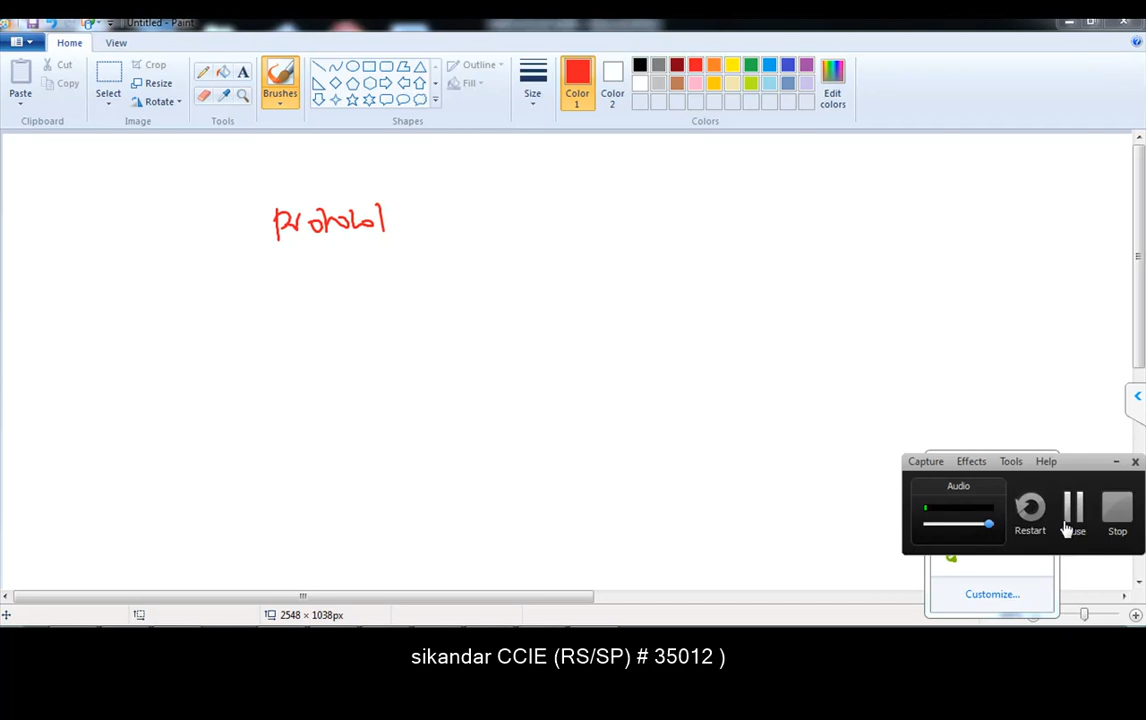 Untitled - Paint
Home
View
Cut
Copy
Paste
Clipboard
Select
Crop
Resize
Rotate
Image
Tools
Brushes
Outline
Fill
Shapes
Size
Color
1
Color
2
Edit
colors
Colors
protocol
Capture Effects Tools Help
Audio
Restart
use
Stop
Customize...
2548 × 1038px
sikandar CCIE (RS/SP) # 35012 )